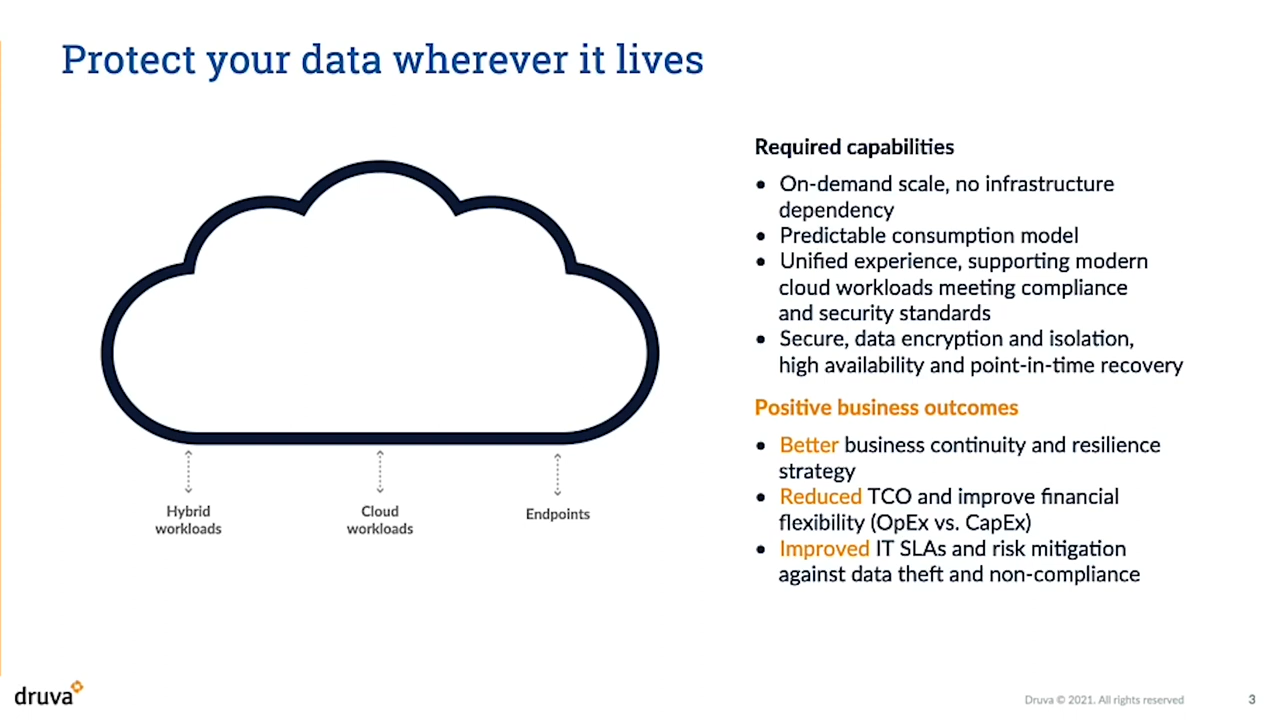 Protect your data wherever it lives
Required capabilities
• On-demand scale, no infrastructure
dependency
• Predictable consumption model
• Unified experience, supporting modern
cloud workloads meeting compliance
and security standards
• Secure, data encryption and isolation,
high availability and point-in-time recovery
Positive business outcomes
• Better business continuity and resilience
strategy
• Reduced TCO and improve financial
flexibility (OpEx vs. CapEx)
• Improved IT SLAs and risk mitigation
against data theft and non-compliance
Hybrid
workloads
Cloud
workloads
Endpoints
druva
Druva © 2021. All rights reserved
3